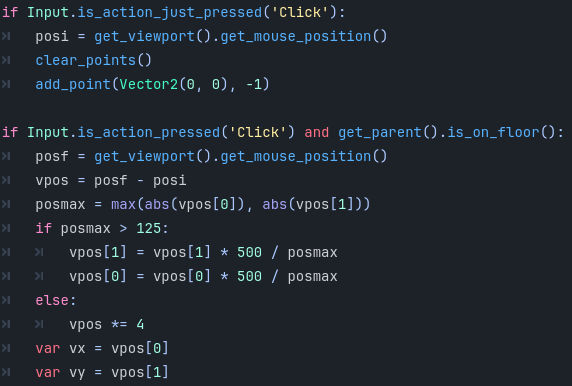 if Input.is_action_just_pressed('Click'):
posi = get_viewport().get_mouse_position()
clear_points()
add_point(Vector2(0, 0), -1)
if Input.is_action_pressed('Click') and get_parent().is_on_floor():
posf = get_viewport().get_mouse_position()
vpos = posf - posi
posmax = max(abs(vpos[0]), abs(vpos[1]))
if posmax > 125:
vpos[1] = vpos[1] * 500 / posmax
vpos[0] = vpos[0] * 500 / posmax
else:
vpos *= 4
var vx = vpos[0]
var vy = vpos[1]